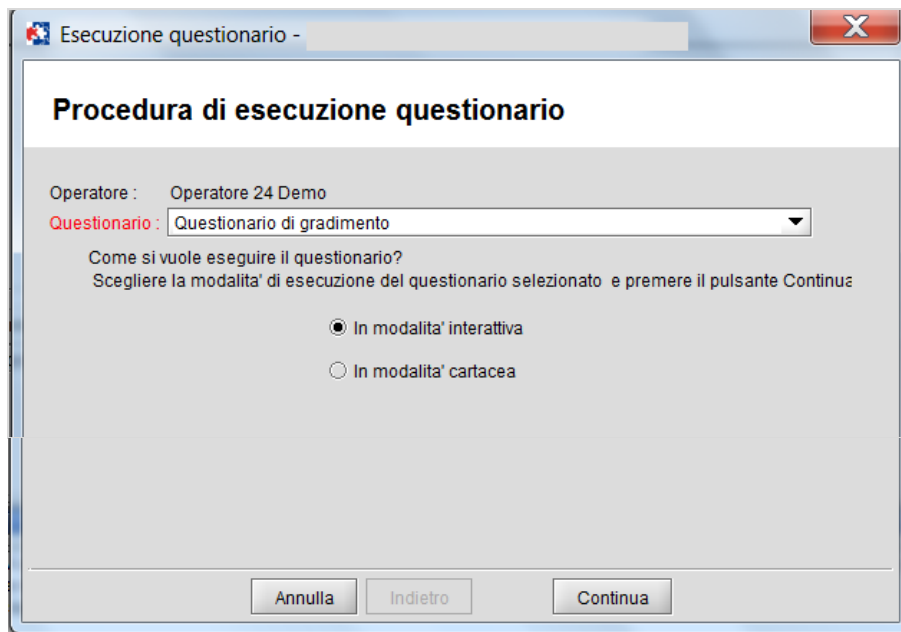 Esecuzione questionario -
Procedura di esecuzione questionario
Operatore : Operatore 24 Demo
Questionario : Questionario di gradimento
Come si vuole eseguire il questionario?
Scegliere la modalita' di esecuzione del questionario selezionato e premere il pulsante Continua
In modalita' interattiva
In modalita' cartacea
Annulla Indietro Continua